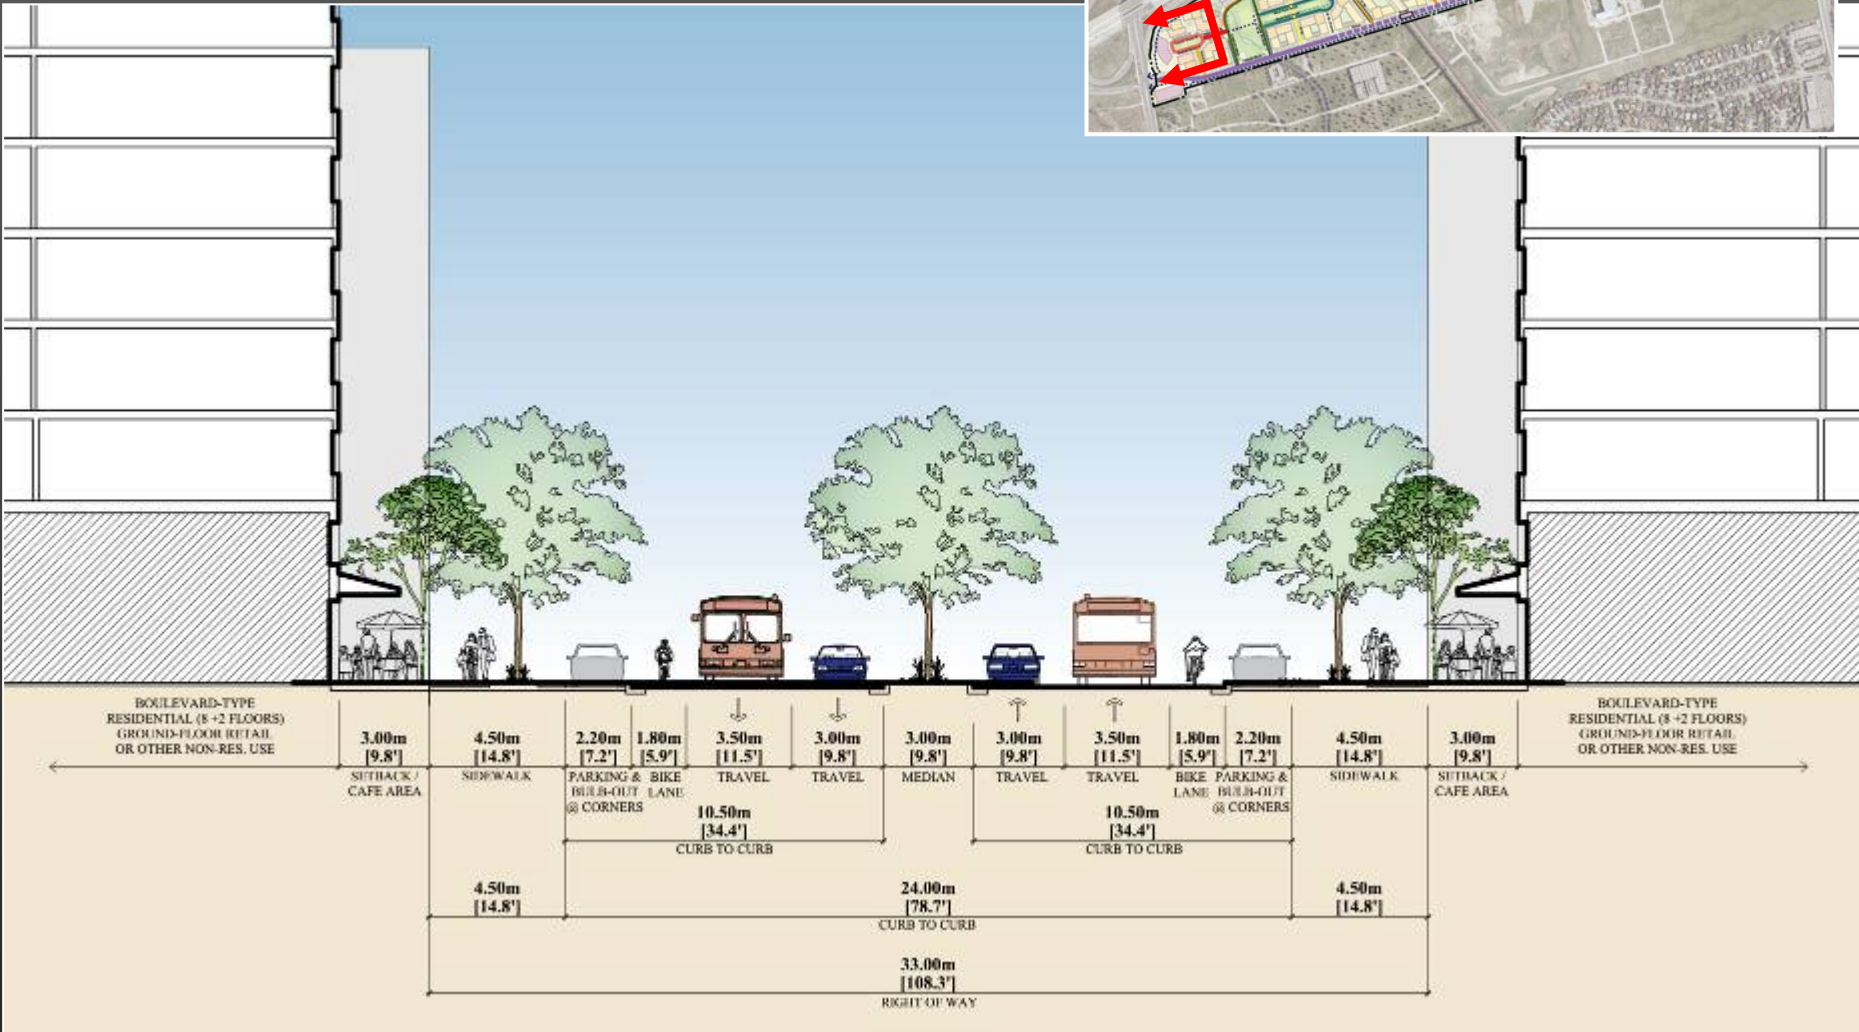 BOULEVARD-TYPE
RESIDENTIAL (8 +2 FLOORS)
GROUND-FLOOR RETAIL
OR OTHER NON-RES. USE
3.00m
[9.8']
SETBACK /
CAFE AREA
4.50m
[14.8']
SIDEWALK
2.20m
[7.2']
PARKING &
BULB-OUT
@ CORNERS
1.80m
[5.9']
BIKE
LANE
3.50m
[11.5']
TRAVEL
3.00m
[9.8']
TRAVEL
3.00m
[9.8']
MEDIAN
3.00m
[9.8']
TRAVEL
3.50m
[11.5']
TRAVEL
1.80m
[5.9']
BIKE
LANE
2.20m
[7.2']
PARKING &
BULB-OUT
@ CORNERS
4.50m
[14.8']
SIDEWALK
3.00m
[9.8']
SETBACK /
CAFE AREA
BOULEVARD-TYPE
RESIDENTIAL (8 +2 FLOORS)
GROUND-FLOOR RETAIL
OR OTHER NON-RES. USE
10.50m
[34.4']
CURB TO CURB
10.50m
[34.4']
CURB TO CURB
4.50m
[14.8']
24.00m
[78.7']
CURB TO CURB
4.50m
[14.8']
33.00m
[108.3']
RIGHT OF WAY